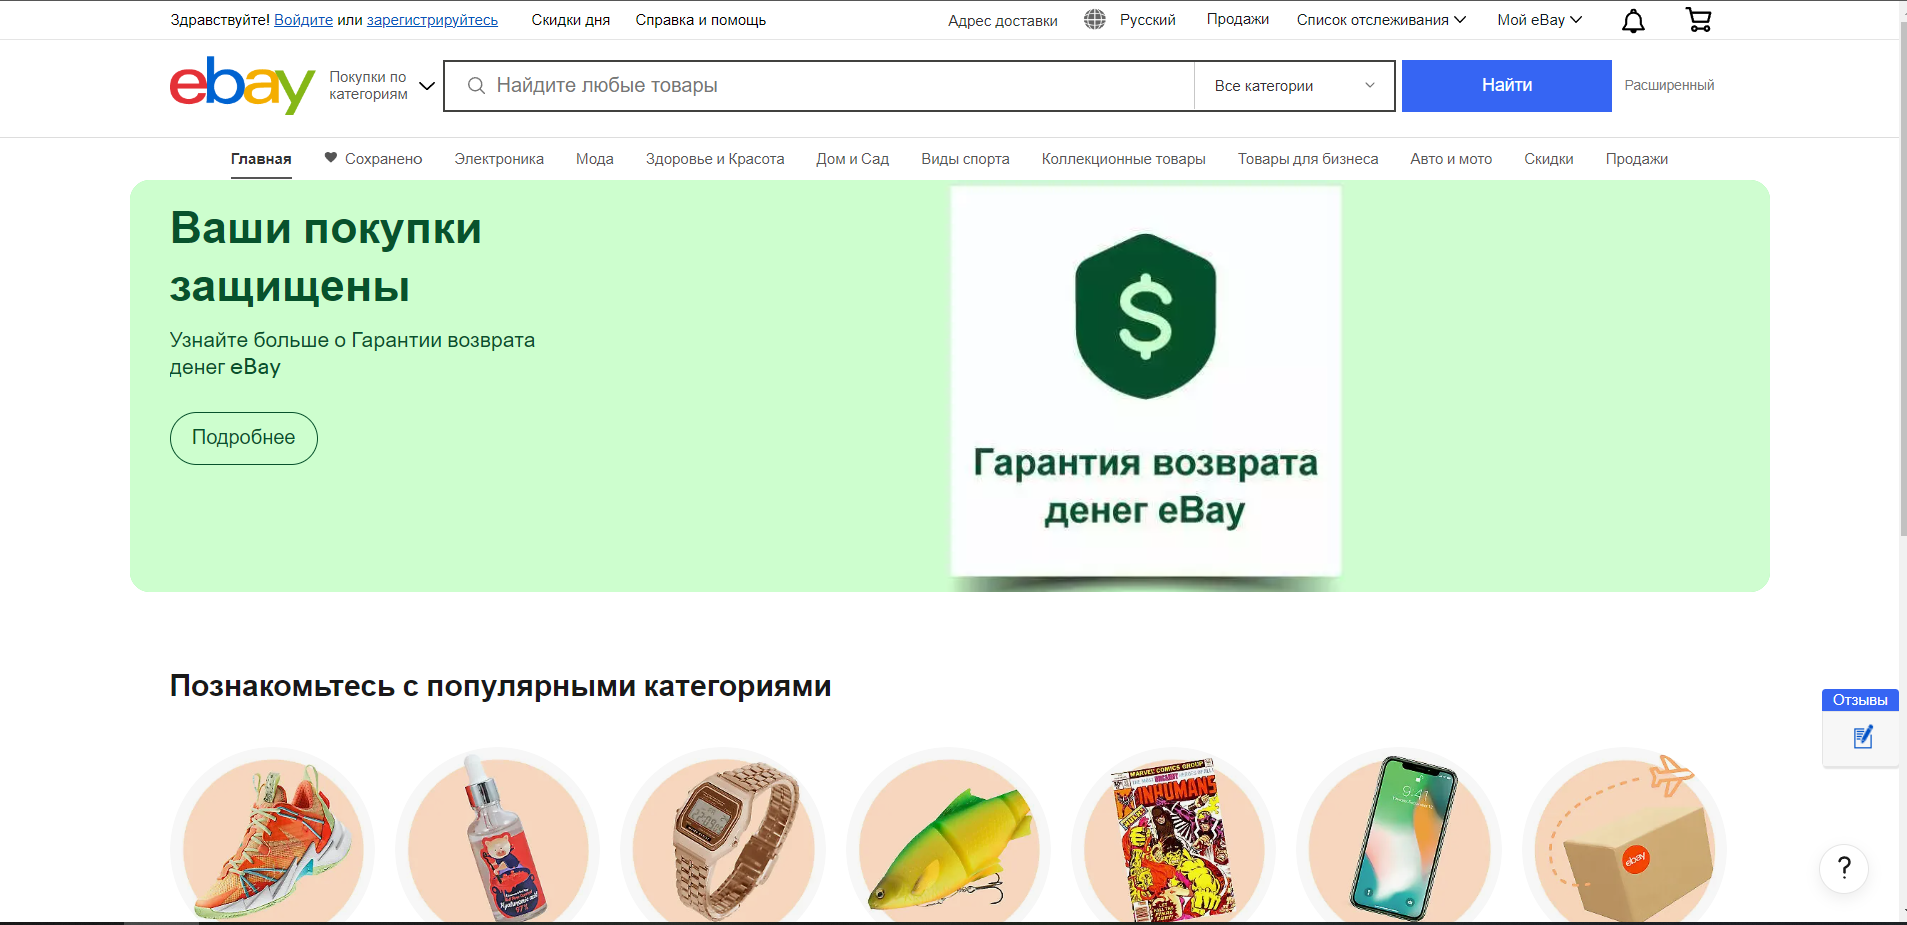 Здравствуйте! Войдите или зарегистрируйтесь Скидки дня Справка и помощь Адрес доставки Русский Продажи Список отслеживания Мой eBay
ebay
Покупки по
категориям
Найдите любые товары Все категории Найти Расширенный
Главная Сохранено Электроника Мода Здоровье и Красота Дом и Сад Виды спорта Коллекционные товары Товары для бизнеса Авто и мото Скидки Продажи
Ваши покупки
защищены
Узнайте больше о Гарантии возврата
денег eBay
Подробнее
$
Гарантия возврата
денег eBay
Познакомьтесь с популярными категориями
Отзывы
MARVEL COMICS GROUP
INHUMANS
9:41
97%
ebay
?